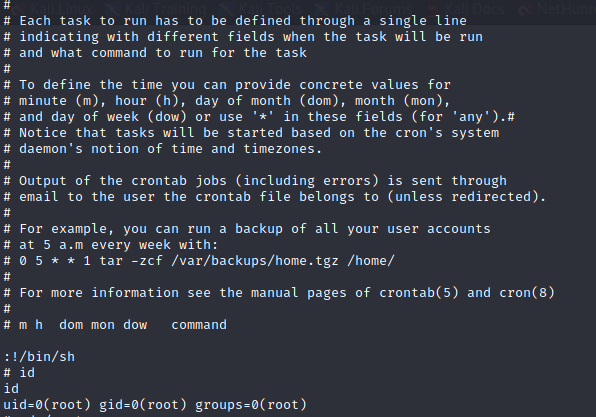 Kali Training Kali Tools Kali Forums Kali Docs NetHunt
#
# Each task to run has to be defined through a single line
# indicating with different fields when the task will be run
# and what command to run for the task
#
# To define the time you can provide concrete values for
# minute (m), hour (h), day of month (dom), month (mon),
# and day of week (dow) or use '*' in these fields (for 'any').#
# Notice that tasks will be started based on the cron's system
# daemon's notion of time and timezones.
#
# Output of the crontab jobs (including errors) is sent through
# email to the user the crontab file belongs to (unless redirected).
#
# For example, you can run a backup of all your user accounts
# at 5 a.m every week with:
# 0 5 * * 1 tar -zcf /var/backups/home.tgz /home/
#
# For more information see the manual pages of crontab(5) and cron(8)
#
# m h  dom mon dow   command
:!/bin/sh
# id
id
uid=0(root) gid=0(root) groups=0(root)